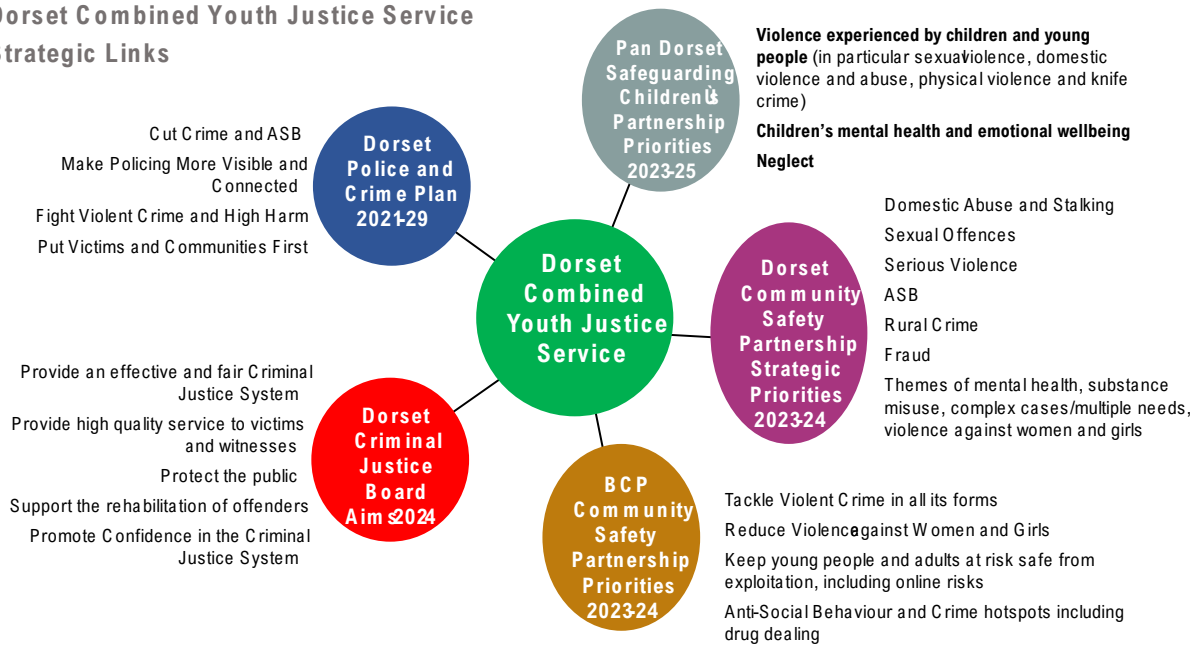 Dorset Combined Youth Justice Service
Strategic Links
Cut Crime and ASB
Make Policing More Visible and
Connected
Fight Violent Crime and High Harm
Put Victims and Communities First
Dorset
Police and
Crime Plan
2021-29
Pan Dorset
Safeguarding
Children's
Partnership
Priorities
2023-25
Violence experienced by children and young
people (in particular sexual violence, domestic
violence and abuse, physical violence and knife
crime)
Children's mental health and emotional wellbeing
Neglect
Dorset
Combined
Youth Justice
Service
Dorset
Community
Safety
Partnership
Strategic
Priorities
2023-24
Domestic Abuse and Stalking
Sexual Offences
Serious Violence
ASB
Rural Crime
Fraud
Themes of mental health, substance
misuse, complex cases/multiple needs,
violence against women and girls
Provide an effective and fair Criminal
Justice System
Provide high quality service to victims
and witnesses
Protect the public
Support the rehabilitation of offenders
Promote Confidence in the Criminal
Justice System
Dorset
Criminal
Justice
Board
Aims 2024
BCP
Community
Safety
Partnership
Priorities
2023-24
Tackle Violent Crime in all its forms
Reduce Violence against Women and Girls
Keep young people and adults at risk safe from
exploitation, including online risks
Anti-Social Behaviour and Crime hotspots including
drug dealing